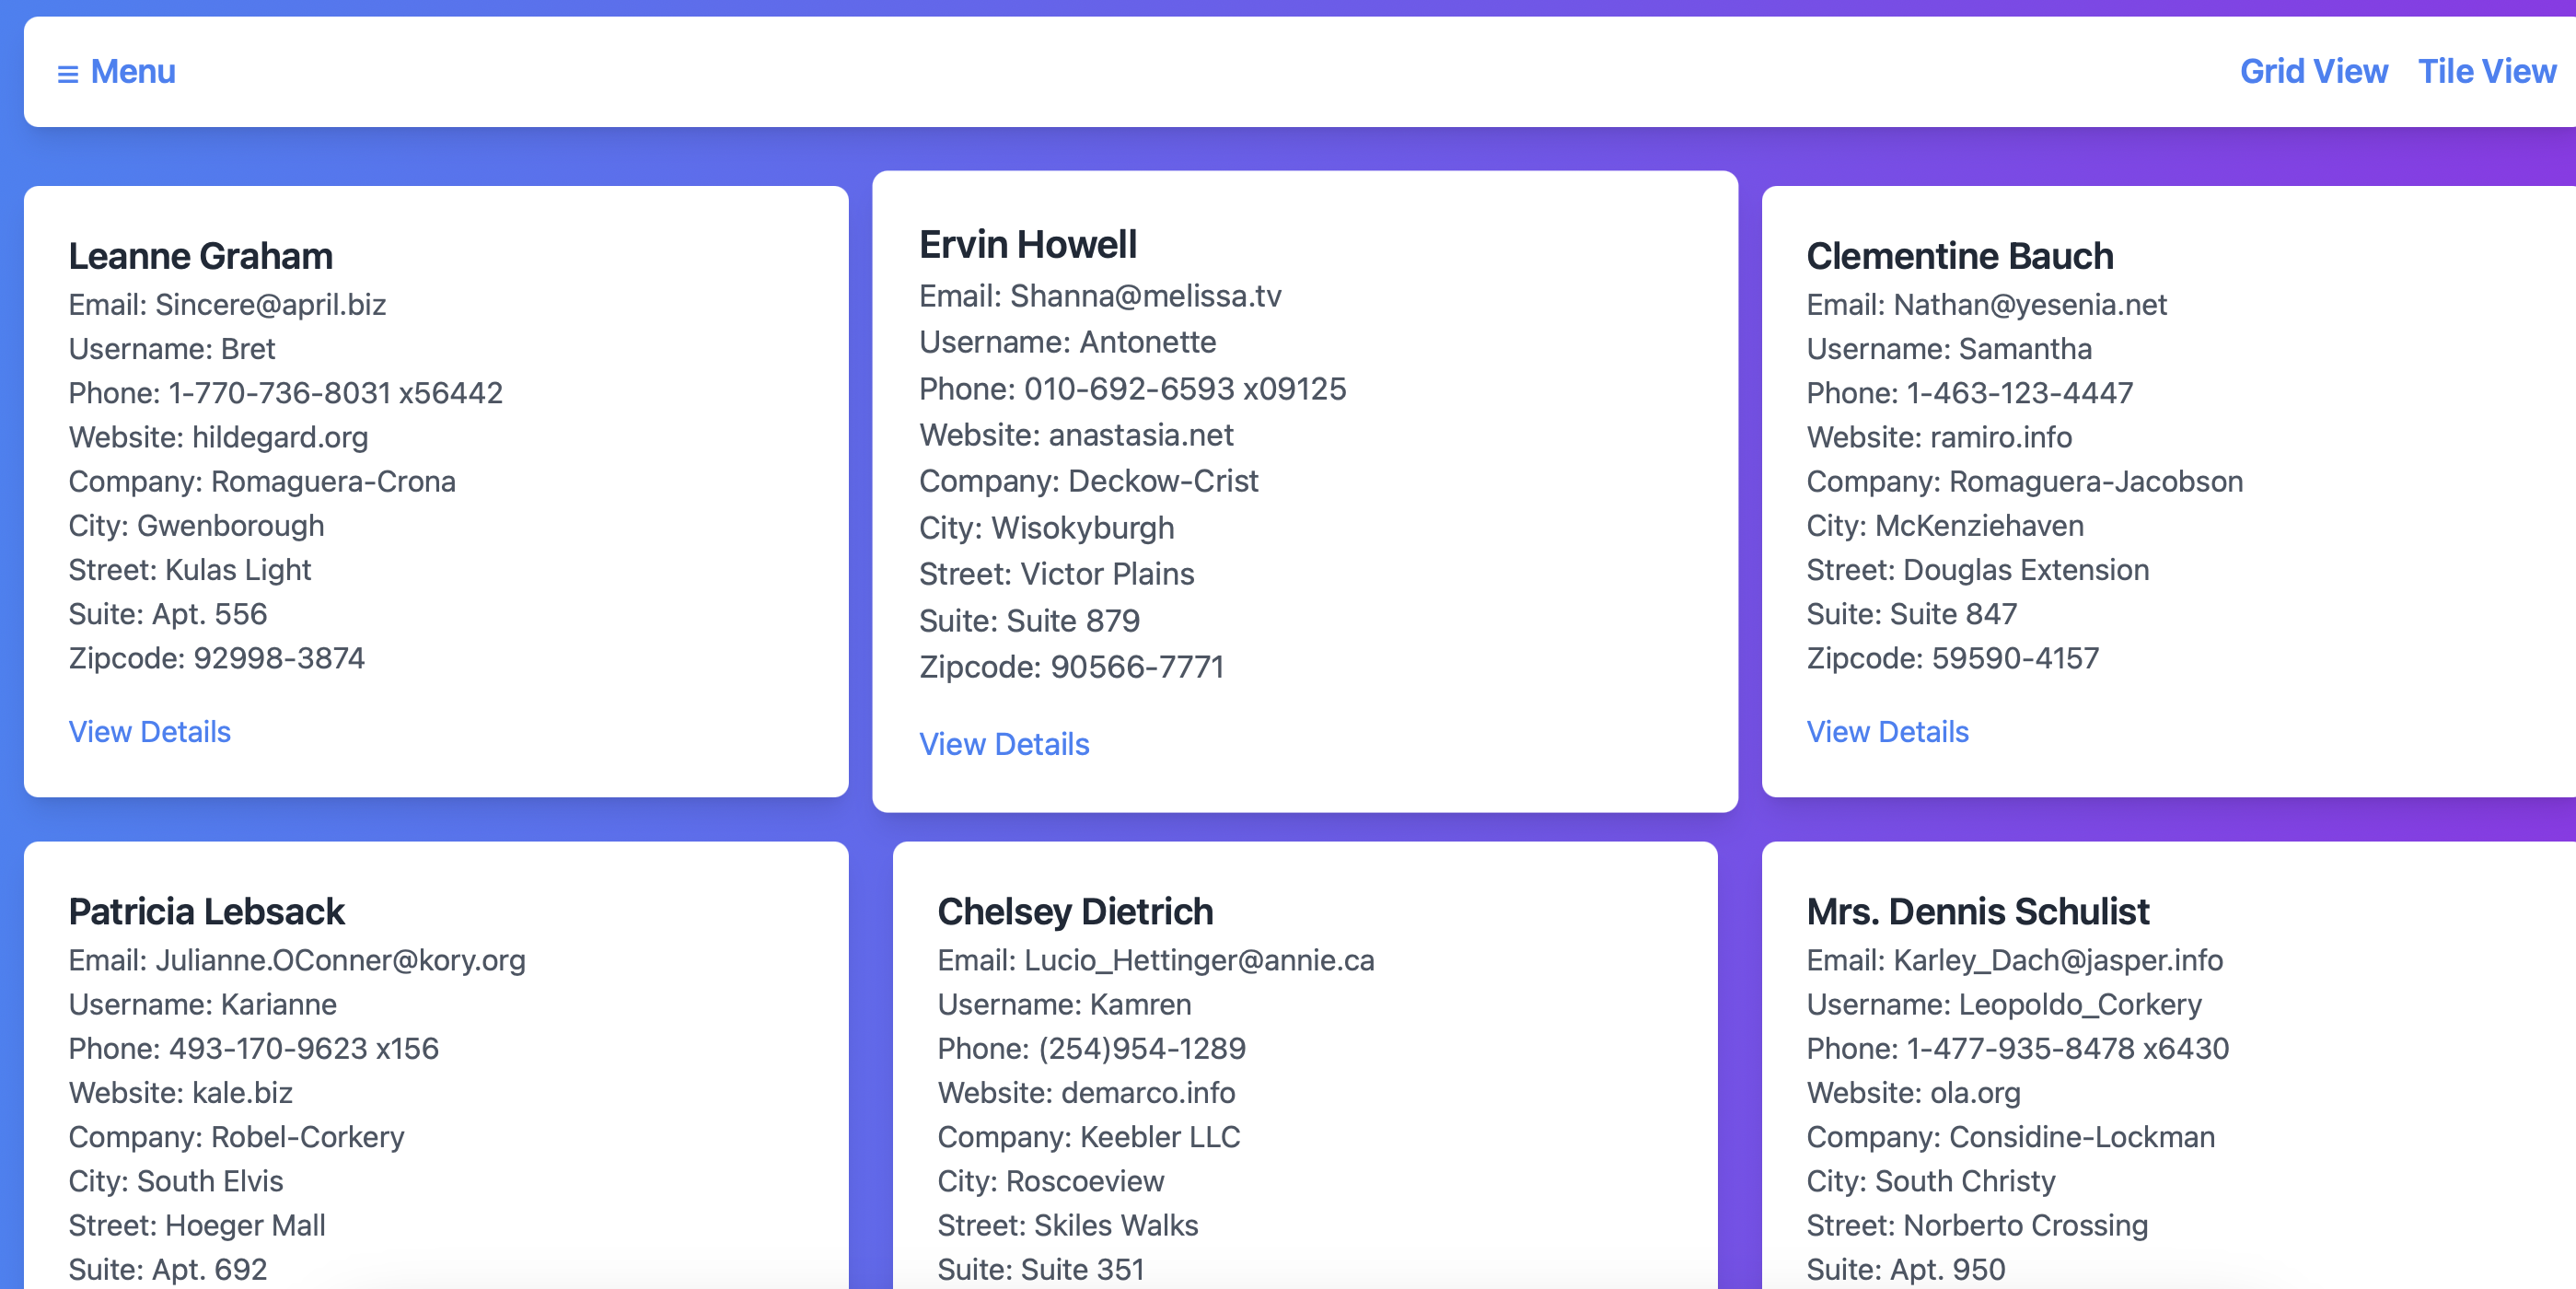 ≡ Menu
Grid View Tile View
Leanne Graham
Email: Sincere@april.biz
Username: Bret
Phone: 1-770-736-8031 x56442
Website: hildegard.org
Company: Romaguera-Crona
City: Gwenborough
Street: Kulas Light
Suite: Apt. 556
Zipcode: 92998-3874
View Details
Ervin Howell
Email: Shanna@melissa.tv
Username: Antonette
Phone: 010-692-6593 x09125
Website: anastasia.net
Company: Deckow-Crist
City: Wisokyburgh
Street: Victor Plains
Suite: Suite 879
Zipcode: 90566-7771
View Details
Clementine Bauch
Email: Nathan@yesenia.net
Username: Samantha
Phone: 1-463-123-4447
Website: ramiro.info
Company: Romaguera-Jacobson
City: McKenziehaven
Street: Douglas Extension
Suite: Suite 847
Zipcode: 59590-4157
View Details
Patricia Lebsack
Email: Julianne.OConner@kory.org
Username: Karianne
Phone: 493-170-9623 x156
Website: kale.biz
Company: Robel-Corkery
City: South Elvis
Street: Hoeger Mall
Suite: Apt. 692
Chelsey Dietrich
Email: Lucio_Hettinger@annie.ca
Username: Kamren
Phone: (254)954-1289
Website: demarco.info
Company: Keebler LLC
City: Roscoeview
Street: Skiles Walks
Suite: Suite 351
Mrs. Dennis Schulist
Email: Karley_Dach@jasper.info
Username: Leopoldo_Corkery
Phone: 1-477-935-8478 x6430
Website: ola.org
Company: Considine-Lockman
City: South Christy
Street: Norberto Crossing
Suite: Apt. 950